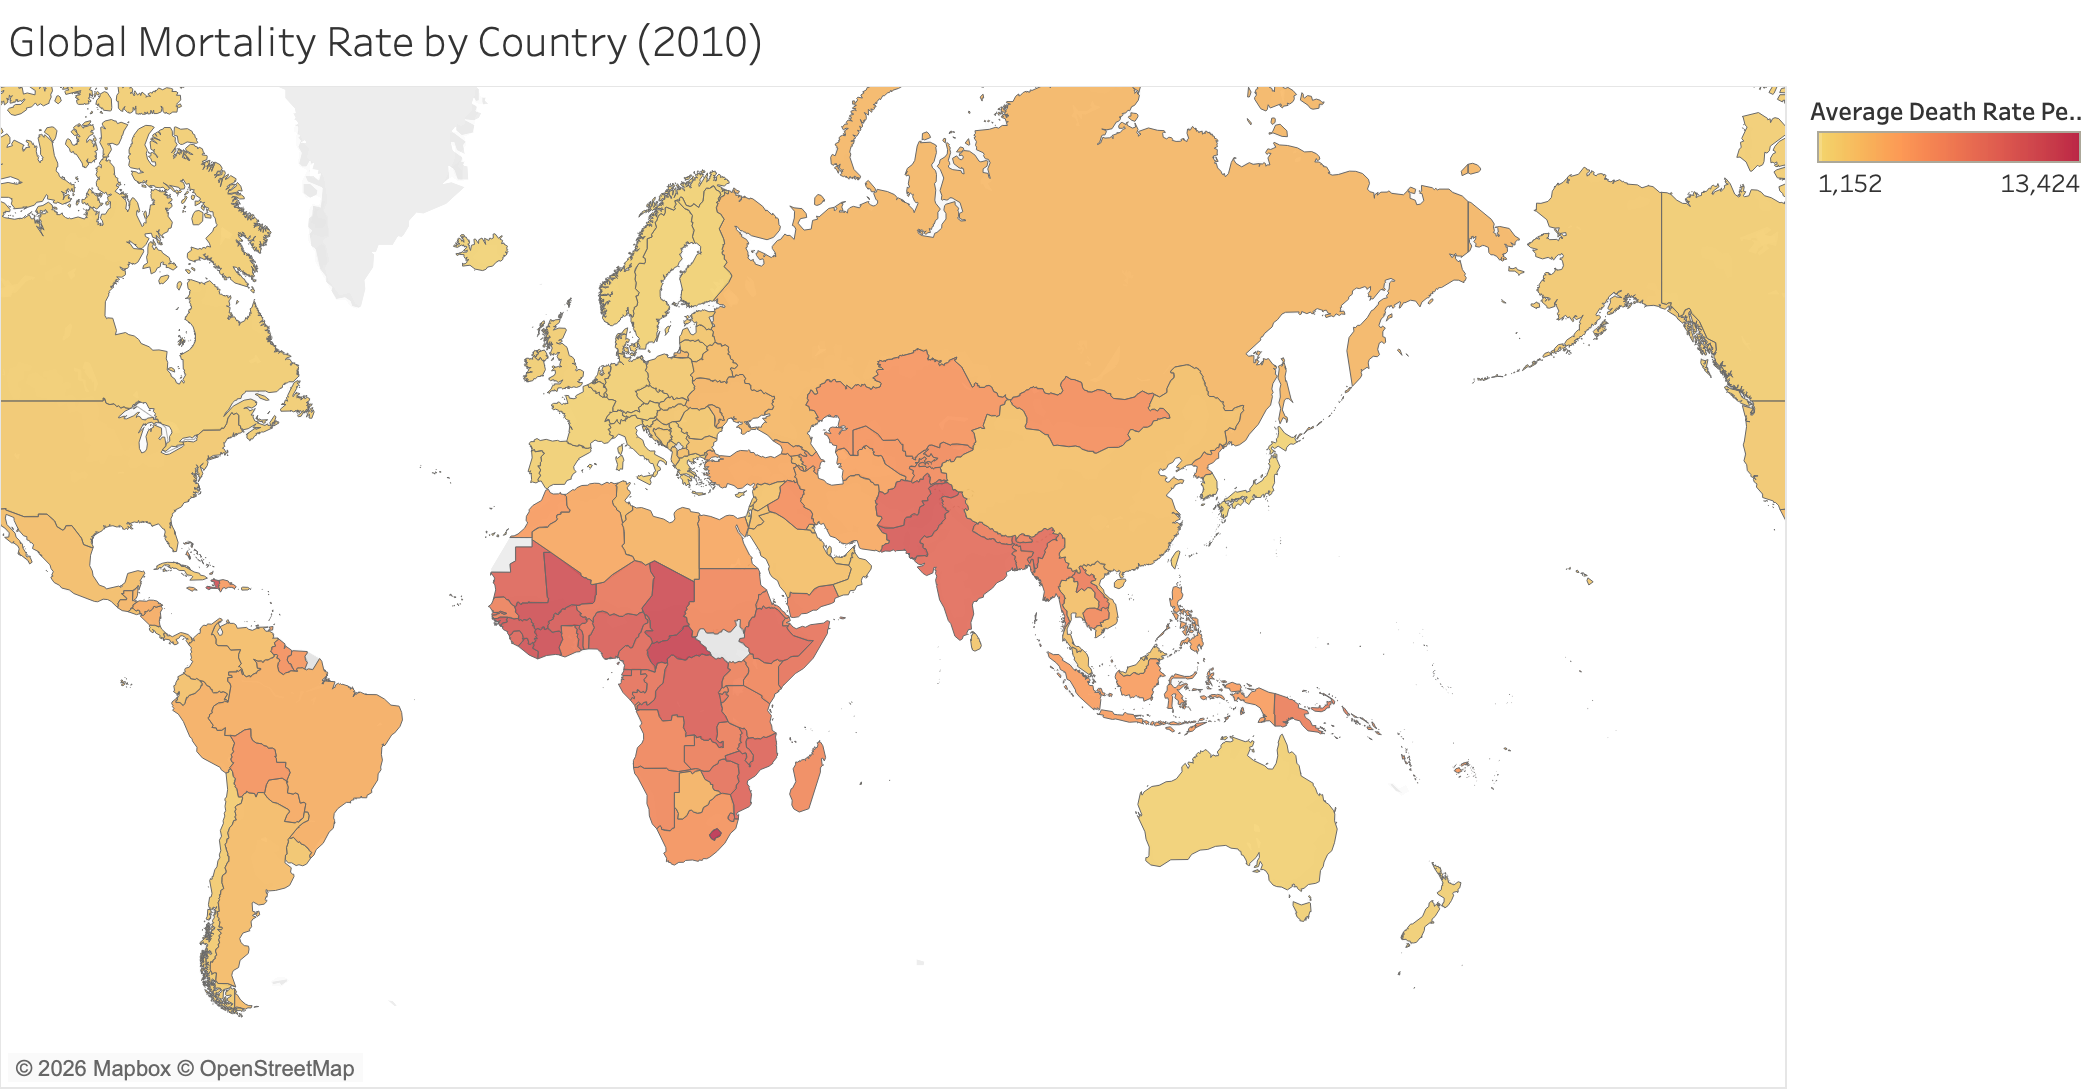 Global Mortality Rate by Country (2010)
Average Death Rate Pe..
1,152 13,424
© 2026 Mapbox © OpenStreetMap